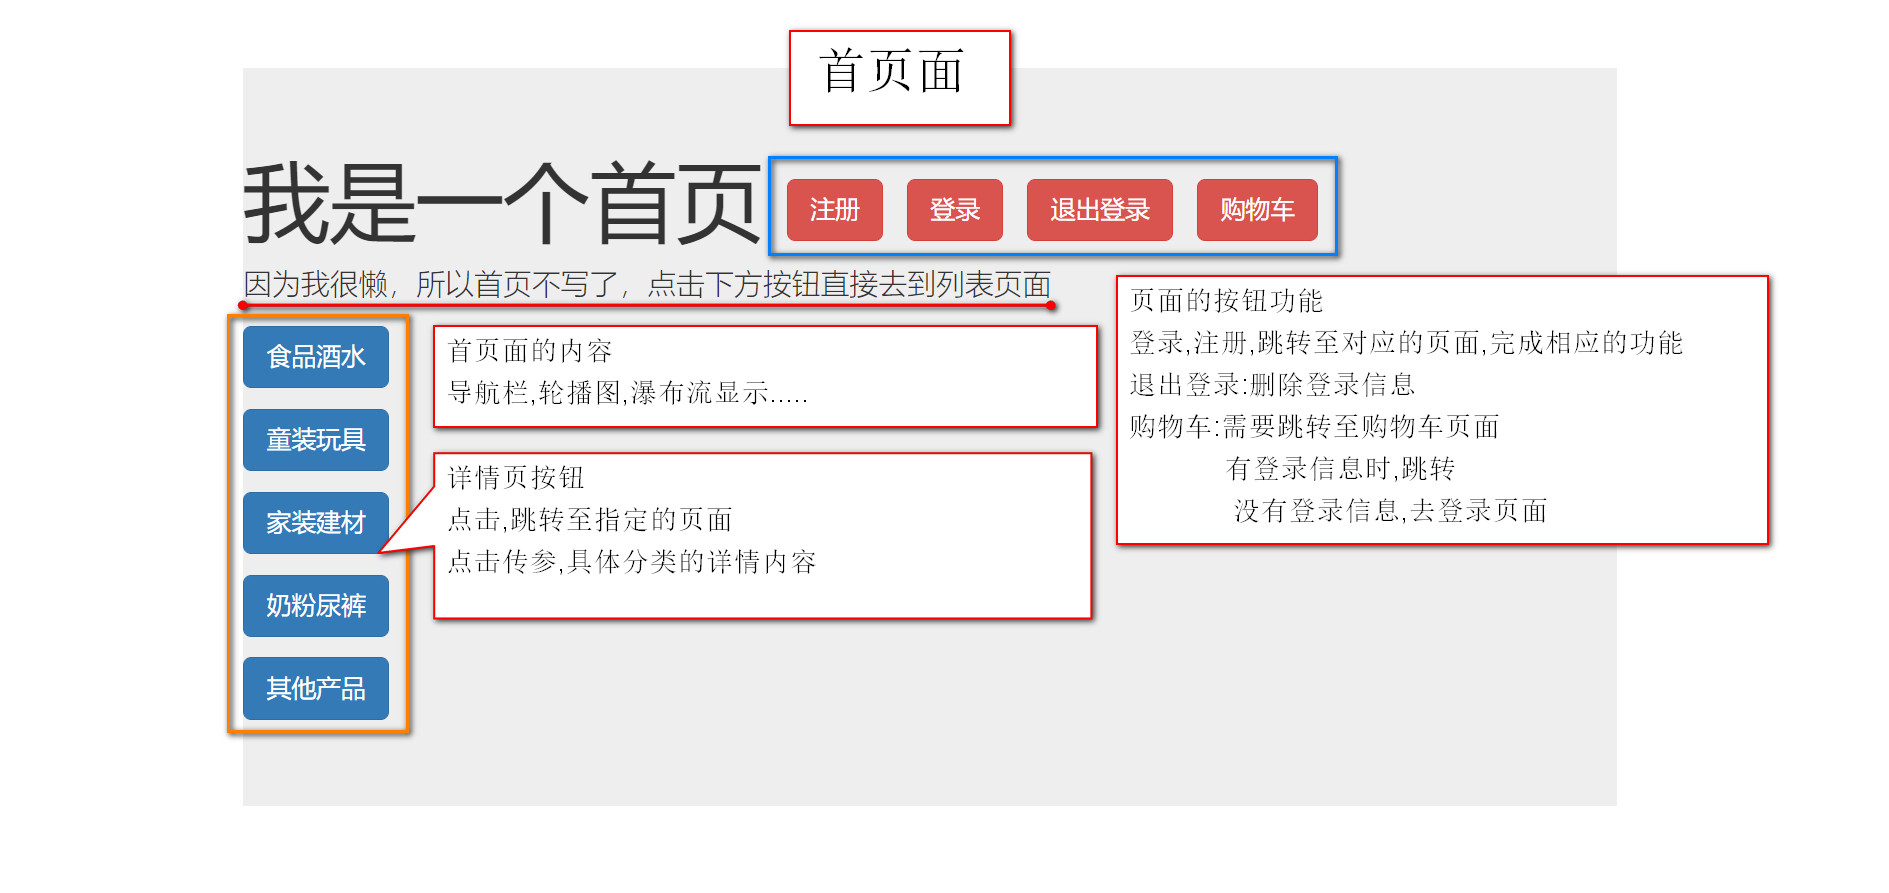 首页面
我是一个首页
注册
登录
退出登录
购物车
因为我很懒，所以首页不写了，点击下方按钮直接去到列表页面
食品酒水
童装玩具
家装建材
奶粉尿裤
其他产品
首页面的内容
导航栏,轮播图,瀑布流显示.....
详情页按钮
点击,跳转至指定的页面
点击传参,具体分类的详情内容
页面的按钮功能
登录,注册,跳转至对应的页面,完成相应的功能
退出登录:删除登录信息
购物车:需要跳转至购物车页面
有登录信息时,跳转
没有登录信息,去登录页面